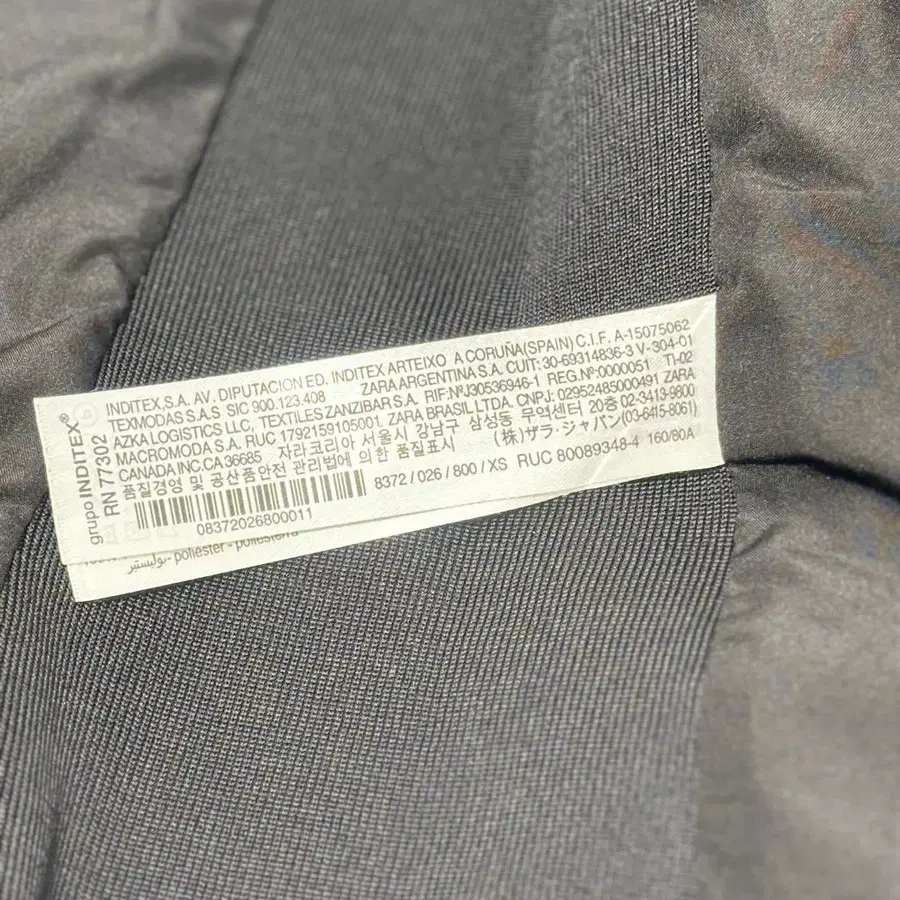 grupo INDITEX®
RN 77302
INDITEX,S.A. AV. DIPUTACION ED. INDITEX ARTEIXO A CORUÑA(SPAIN) C.I.F. A-15075062
TEXMODAS S.A.S SIC 900.123.408 ZARA ARGENTINA S.A. CUIT: 30-69314836-3 V-304-01
AZKA LOGISTICS LLC, TEXTILES ZANZIBAR S.A. RIF:NºJ30536946-1 REG.Nº:0000051 TI-02
MACROMODA S.A. RUC 1792159105001. ZARA BRASIL LTDA. CNPJ: 02952485000491 ZARA
CANADA INC.CA 36685 자라코리아 서울시 강남구 삼성동 무역센터 20층 02-3413-9800
품질경영 및 공산품안전 관리법에 의한 품질표시 (株)ザラ・ジャパン(03-6415-8061)
8372 / 026 / 800 / XS RUC 80089348-4 160/80A
08372026800011
بوليستير- poliester - poliesterra